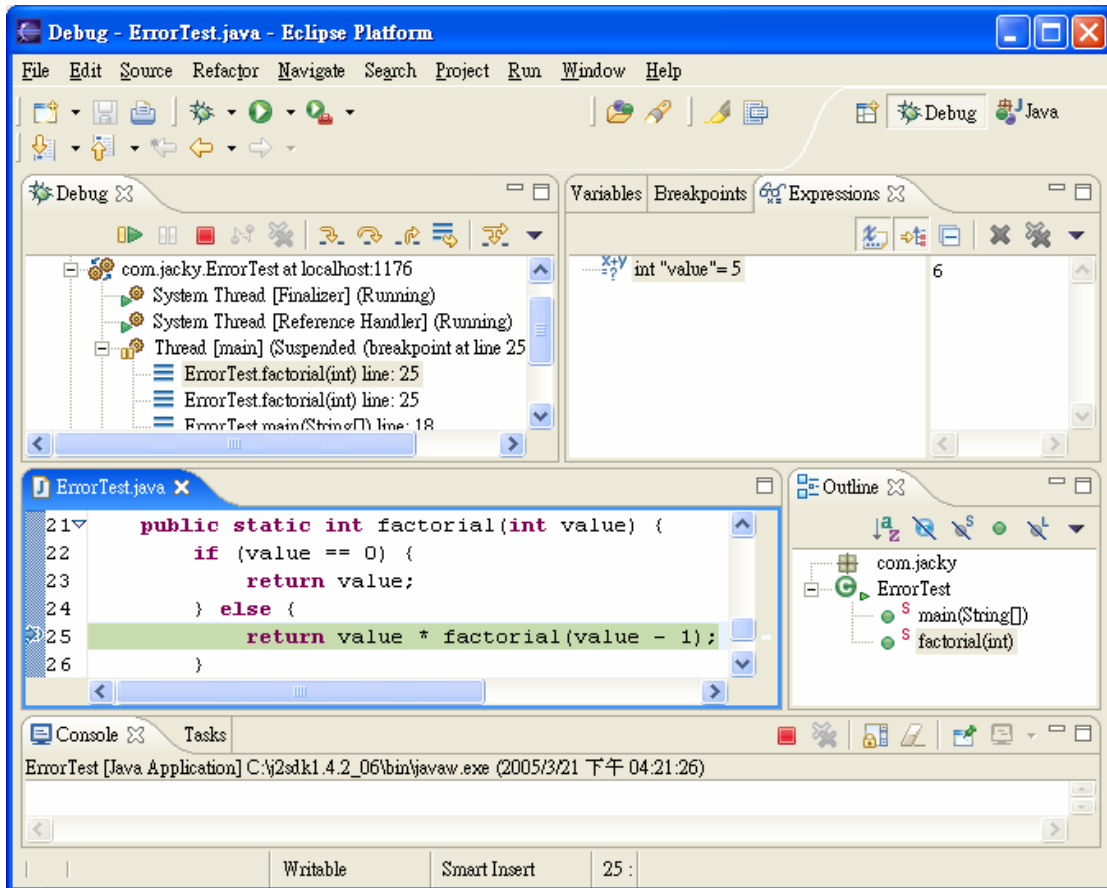 Debug - ErrorTest.java - Eclipse Platform
File Edit Source Refactor Navigate Search Project Run Window Help
Debug Java
Debug
com.jacky.ErrorTest at localhost:1176
System Thread [Finalizer] (Running)
System Thread [Reference Handler] (Running)
Thread [main] (Suspended (breakpoint at line 25
ErrorTest.factorial(int) line: 25
ErrorTest.factorial(int) line: 25
ErrorTest.main(String[]) line: 18
Variables Breakpoints Expressions
int "value"= 5
6
ErrorTest.java
21 public static int factorial(int value) {
22 if (value == 0) {
23 return value;
24 } else {
25 return value * factorial(value - 1);
26 }
Outline
com.jacky
ErrorTest
main(String[])
factorial(int)
Console Tasks
ErrorTest [Java Application] C:\j2sdk1.4.2_06\bin\javaw.exe (2005/3/21 下午 04:21:26)
Writable Smart Insert 25 :